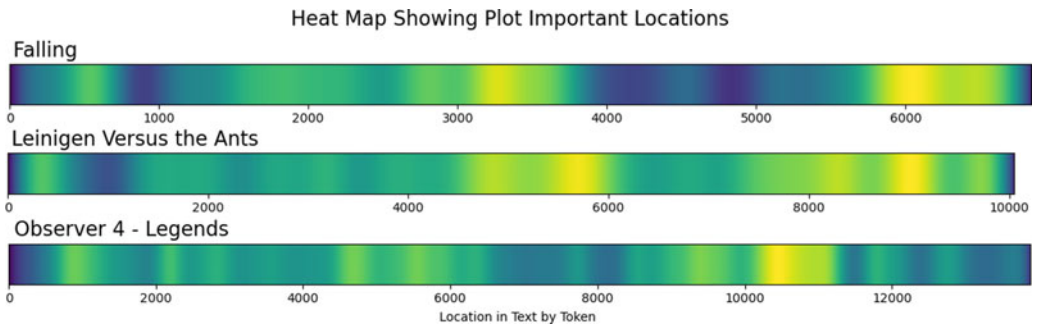 Heat Map Showing Plot Important Locations
Falling
0 1000 2000 3000 4000 5000 6000
Leinigen Versus the Ants
0 2000 4000 6000 8000 10000
Observer 4 - Legends
0 2000 4000 6000 8000 10000 12000
Location in Text by Token